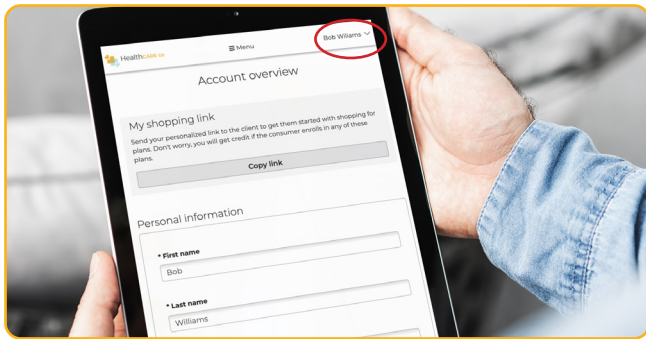 HealthCARE co
≡ Menu
Bob Wiliams
Account overview
My shopping link
Send your personalized link to the client to get them started with shopping for
plans. Don't worry, you will get credit if the consumer enrolls in any of these
plans.
Copy link
Personal information
* First name
Bob
* Last name
Williams